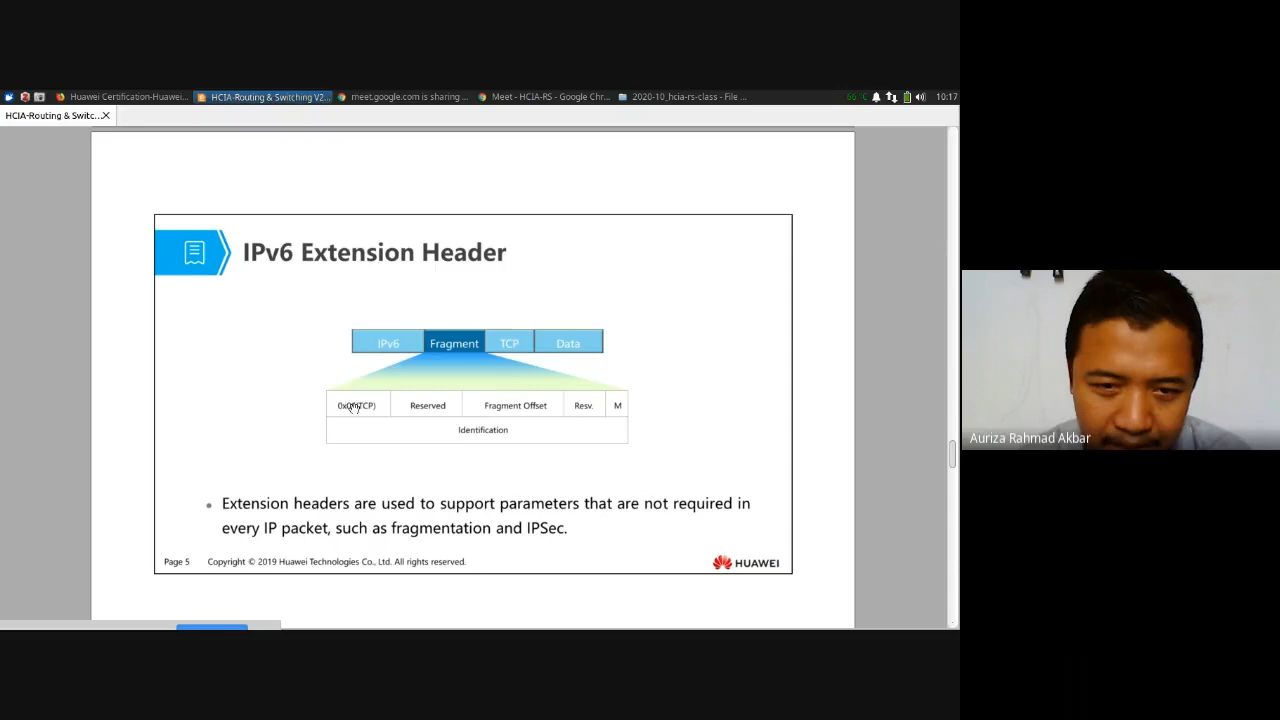 Huawei Certification-Huawei...
HCIA-Routing & Switching V2...
meet.google.com is sharing ...
Meet - HCIA-RS - Google Chr...
2020-10_hcia-rs-class - File ...
66°C
10:17
HCIA-Routing & Switc...
IPv6 Extension Header
IPv6 Fragment TCP Data
Reserved Fragment Offset Resv. M
Identification
Auriza Rahmad Akbar
• Extension headers are used to support parameters that are not required in
every IP packet, such as fragmentation and IPSec.
Page 5 Copyright © 2019 Huawei Technologies Co., Ltd. All rights reserved.
HUAWEI